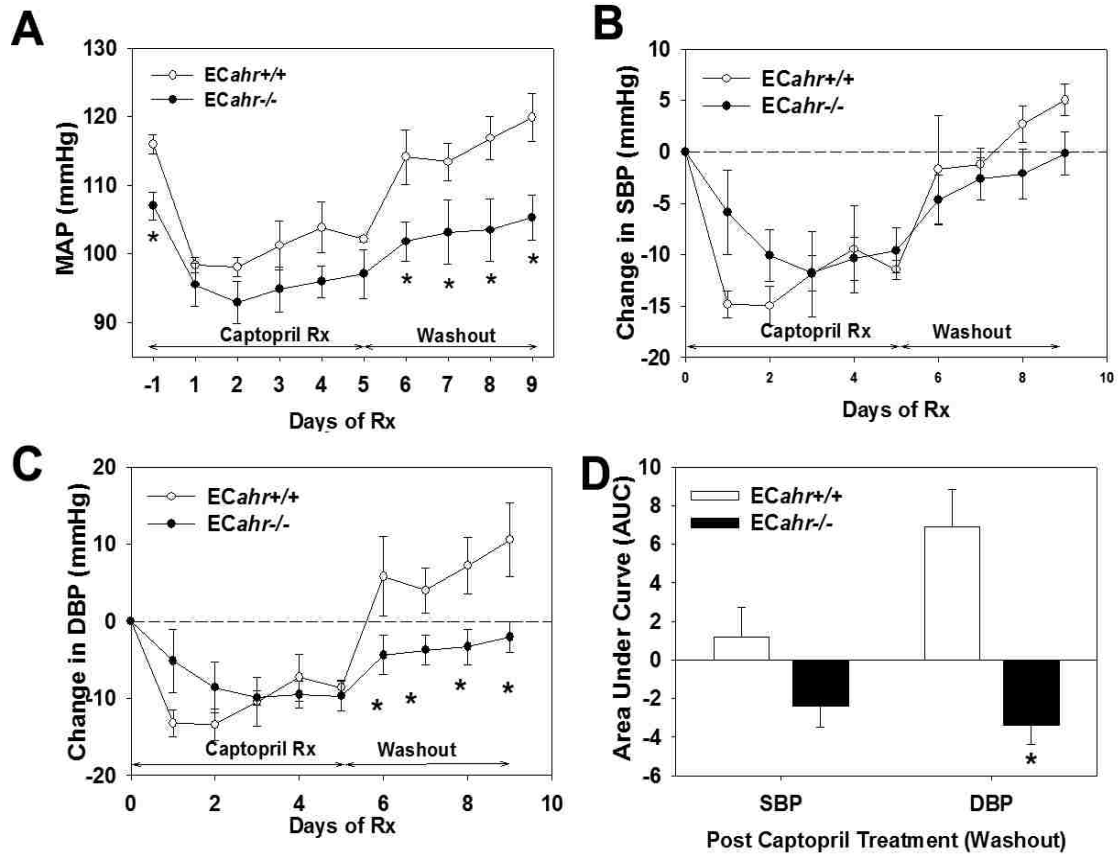 A
130
120
110
100
90
MAP (mmHg)
ECahr+/+
ECahr-/-
*
* * * *
Captopril Rx
Washout
-1 1 2 3 4 5 6 7 8 9
Days of Rx
B
10
5
0
-5
-10
-15
-20
Change in SBP (mmHg)
ECahr+/+
ECahr-/-
Captopril Rx
Washout
0 2 4 6 8 10
Days of Rx
C
20
10
0
-10
-20
Change in DBP (mmHg)
ECahr+/+
ECahr-/-
* * * *
Captopril Rx
Washout
0 2 4 6 8 10
Days of Rx
D
10
8
6
4
2
0
-2
-4
-6
Area Under Curve (AUC)
ECahr+/+
ECahr-/-
*
SBP DBP
Post Captopril Treatment (Washout)